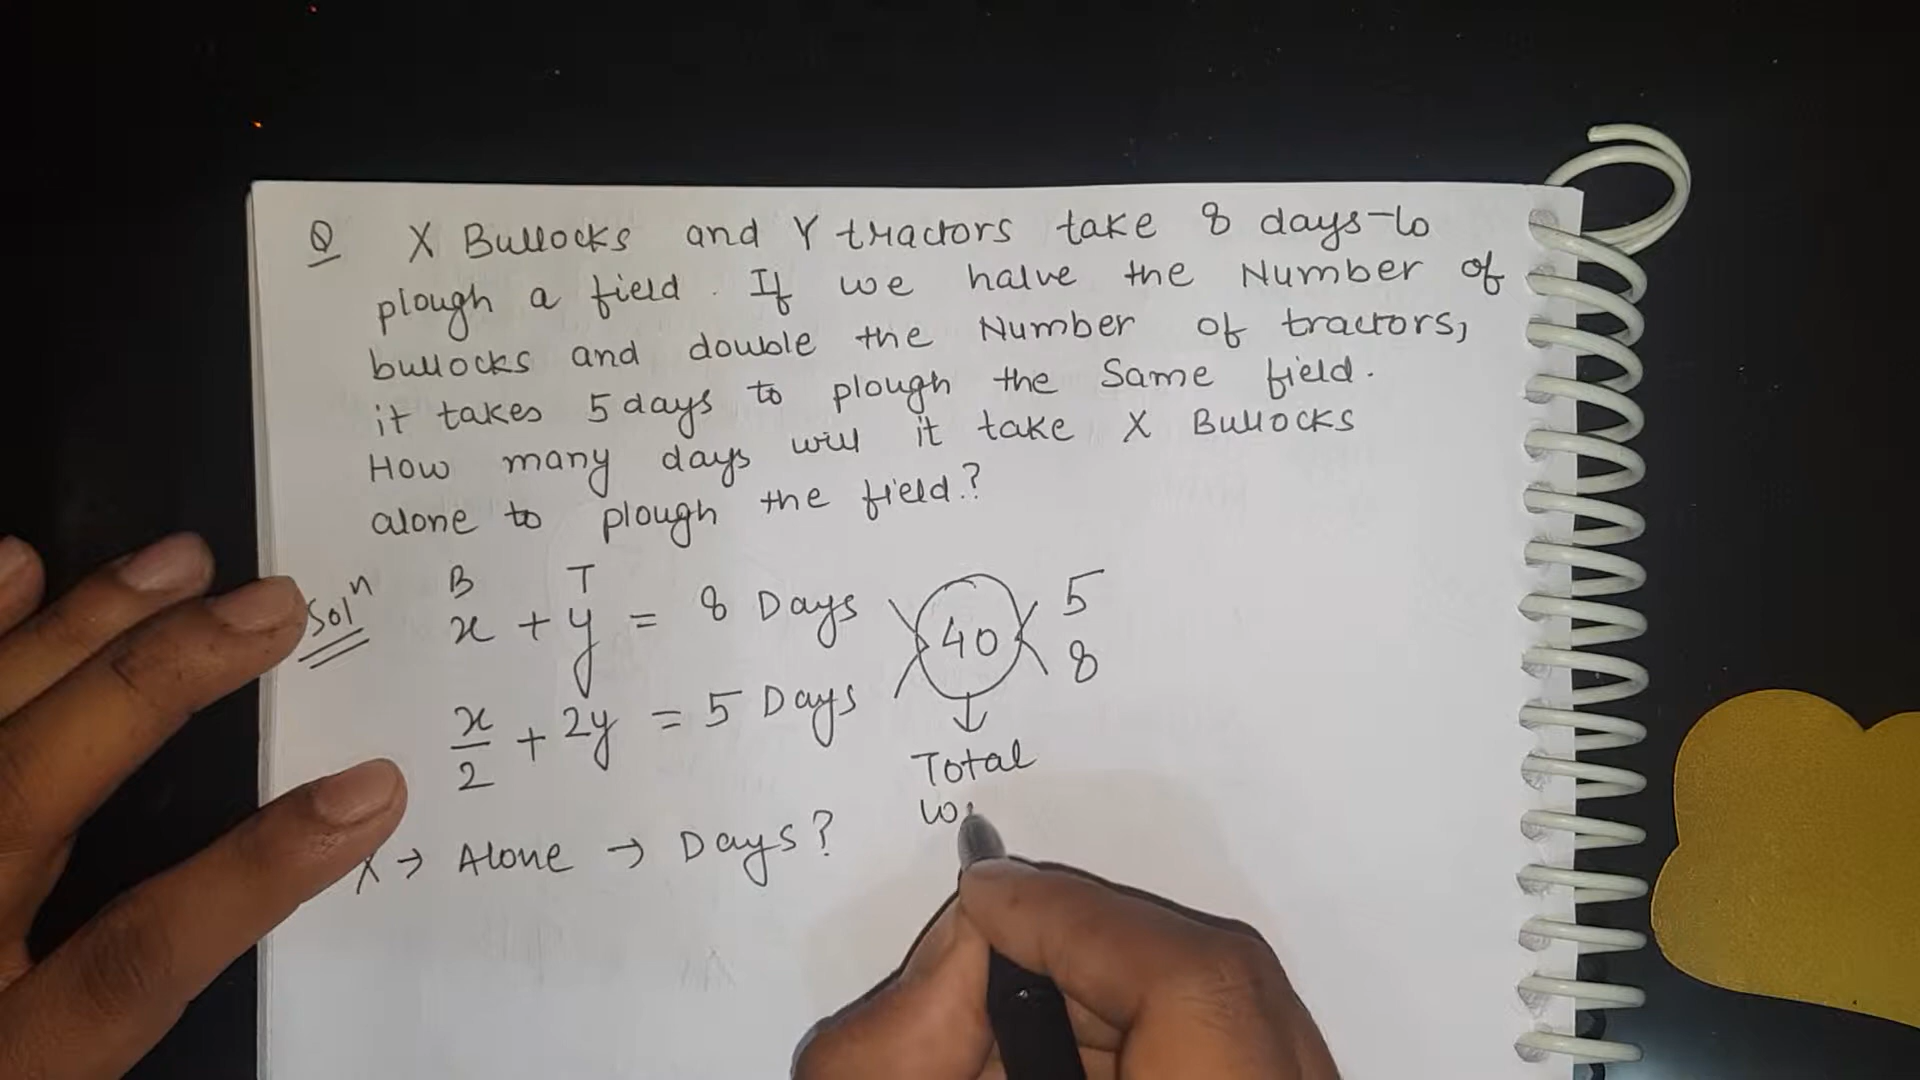 Q X Bullocks and Y tractors take 8 days to
plough a field. If we halve the Number of
bullocks and double the Number of tractors,
it takes 5 days to plough the Same field.
How many days will it take X Bullocks
alone to plough the field.?
Solⁿ
B T
x + y = 8 Days
x/2 + 2y = 5 Days
40
5
8
Total
X → Alone → Days?